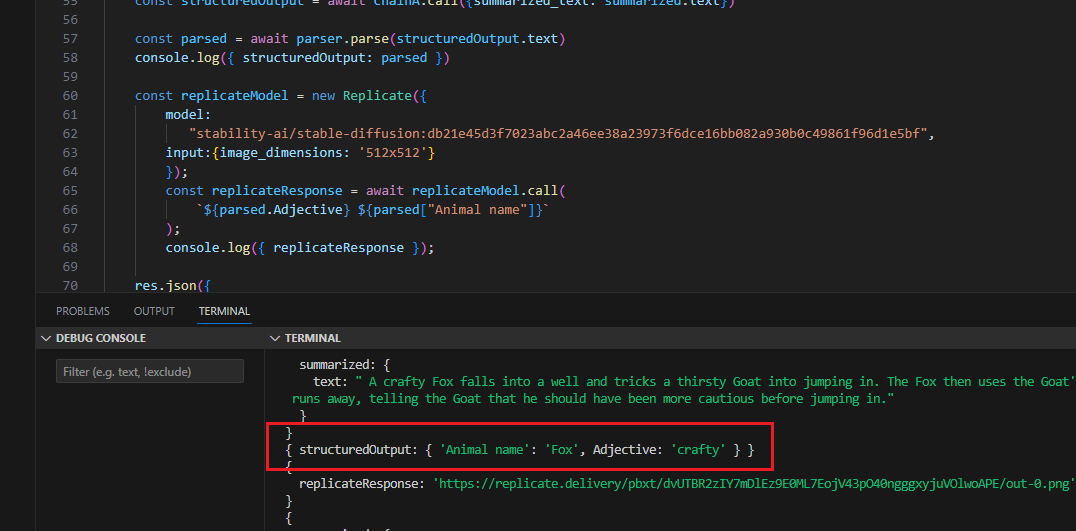 55 const structuredOutput = await chainA.call({summarized_text: summarized.text})
56
57 const parsed = await parser.parse(structuredOutput.text)
58 console.log({ structuredOutput: parsed })
59
60 const replicateModel = new Replicate({
61 model:
62 "stability-ai/stable-diffusion:db21e45d3f7023abc2a46ee38a23973f6dce16bb082a930b0c49861f96d1e5bf",
63 input:{image_dimensions: '512x512'}
64 });
65 const replicateResponse = await replicateModel.call(
66 `${parsed.Adjective} ${parsed["Animal name"]}`
67 );
68 console.log({ replicateResponse });
69
70 res.json({
PROBLEMS OUTPUT TERMINAL
DEBUG CONSOLE
Filter (e.g. text, !exclude)
TERMINAL
summarized: {
text: " A crafty Fox falls into a well and tricks a thirsty Goat into jumping in. The Fox then uses the Goat'
runs away, telling the Goat that he should have been more cautious before jumping in."
}
}
{ structuredOutput: { 'Animal name': 'Fox', Adjective: 'crafty' } }
{
replicateResponse: 'https://replicate.delivery/pbxt/dvUTBR2zIY7mDlEz9E0ML7EojV43pO40ngggxyjuVOlwoAPE/out-0.png'
}
{